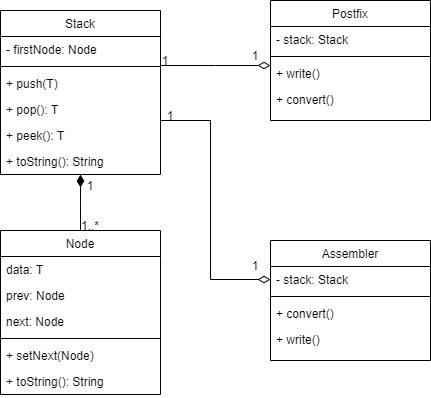 Stack
- firstNode: Node
+ push(T)
+ pop(): T
+ peek(): T
+ toString(): String
Postfix
- stack: Stack
+ write()
+ convert()
1
1
1
1
1..*
Node
data: T
prev: Node
next: Node
+ setNext(Node)
+ toString(): String
1
Assembler
- stack: Stack
+ convert()
+ write()